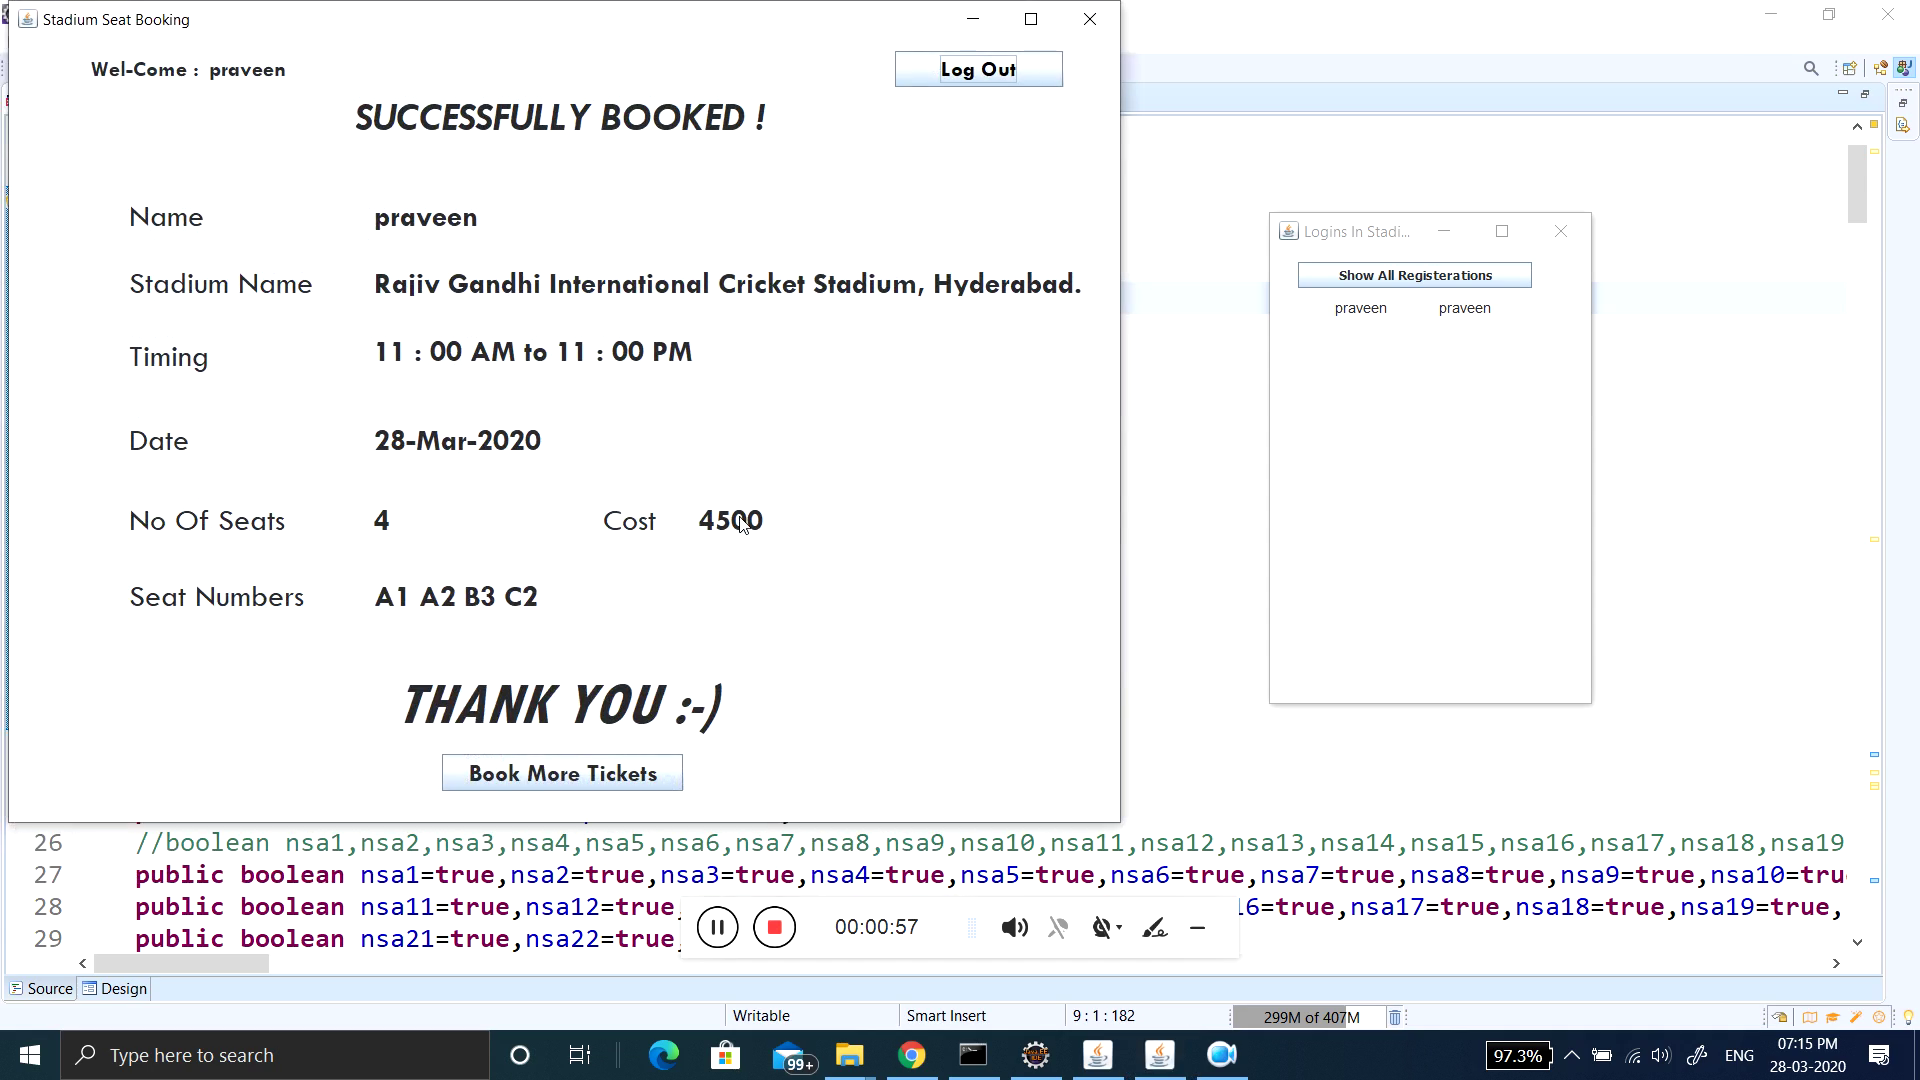 Stadium Seat Booking
Wel-Come : praveen
Log Out
SUCCESSFULLY BOOKED !
Name praveen
Stadium Name Rajiv Gandhi International Cricket Stadium, Hyderabad.
Timing 11 : 00 AM to 11 : 00 PM
Date 28-Mar-2020
No Of Seats 4 Cost 4500
Seat Numbers A1 A2 B3 C2
THANK YOU :-)
Book More Tickets
Logins In Stadi...
Show All Registerations
praveen praveen
26 //boolean nsa1,nsa2,nsa3,nsa4,nsa5,nsa6,nsa7,nsa8,nsa9,nsa10,nsa11,nsa12,nsa13,nsa14,nsa15,nsa16,nsa17,nsa18,nsa19
27 public boolean nsa1=true,nsa2=true,nsa3=true,nsa4=true,nsa5=true,nsa6=true,nsa7=true,nsa8=true,nsa9=true,nsa10=tru
28 public boolean nsa11=true,nsa12=true, 16=true,nsa17=true,nsa18=true,nsa19=true,
29 public boolean nsa21=true,nsa22=true,
00:00:57
Source Design
Writable Smart Insert 9 : 1 : 182 299M of 407M
Type here to search
99+
97.3%
ENG
07:15 PM
28-03-2020